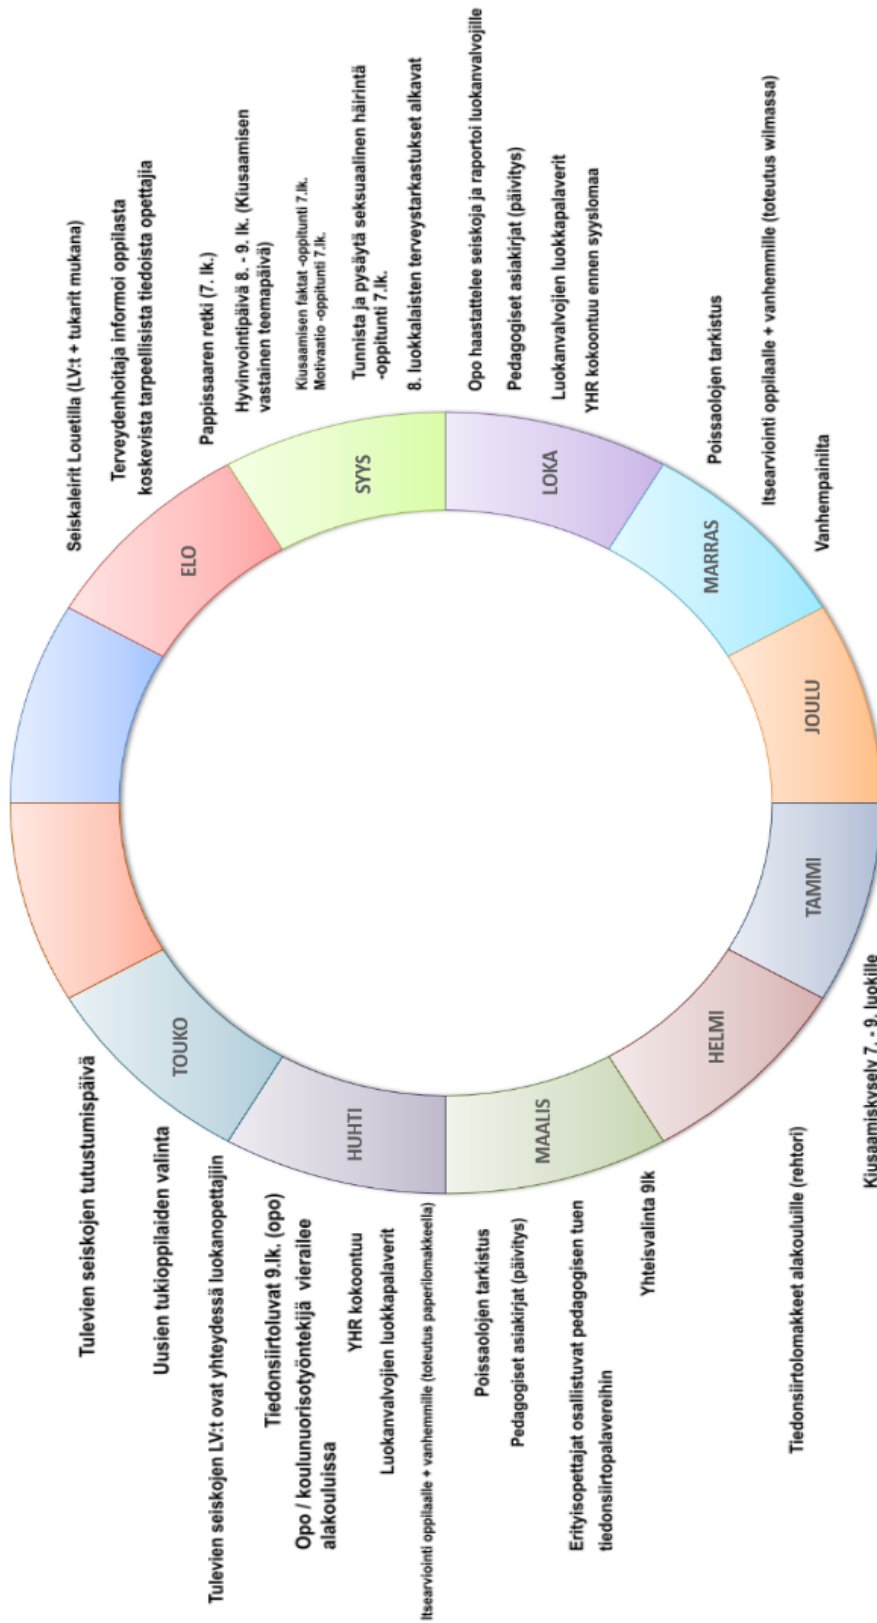 Seiskaleirit Louetilla (LV:t + tukarit mukana)
Terveydenhoitaja informoi oppilasta
koskevista tarpeellisista tiedoista opettajia
Pappissaaren retki (7. lk.)
Hyvinvointipäivä 8. - 9. lk. (Kiusaamisen
vastainen teemapäivä)
Kiusaamisen faktat -oppitunti 7.lk.
Motivaatio -oppitunti 7.lk.
Tunnista ja pysäytä seksuaalinen häirintä
-oppitunti 7.lk.
8. luokkalaisten terveystarkastukset alkavat
Opo haastattelee seiskoja ja raportoi luokanvalvojille
Pedagogiset asiakirjat (päivitys)
Luokanvalvojien luokkapalaverit
YHR kokoontuu ennen syyslomaa
Poissaolojen tarkistus
Itsearviointi oppilaalle + vanhemmille (toteutus wilmassa)
Vanhempainilta
ELO
SYYS
LOKA
MARRAS
JOULU
TAMMI
HELMI
MAALIS
HUHTI
TOUKO
Tulevien seiskojen tutustumispäivä
Uusien tukioppilaiden valinta
Tulevien seiskojen LV:t ovat yhteydessä luokanopettajiin
Tiedonsiirtoluvat 9.lk. (opo)
Opo / koulunuorisotyöntekijä vierailee
alakouluissa
YHR kokoontuu
Luokanvalvojien luokkapalaverit
Itsearviointi oppilaalle + vanhemmille (toteutus paperilomakkeella)
Poissaolojen tarkistus
Pedagogiset asiakirjat (päivitys)
Erityisopettajat osallistuvat pedagogisen tuen
tiedonsiirtopalavereihin
Yhteisvalinta 9lk
Tiedonsiirtolomakkeet alakouluille (rehtori)
Kiusaamiskysely 7. - 9. luokille